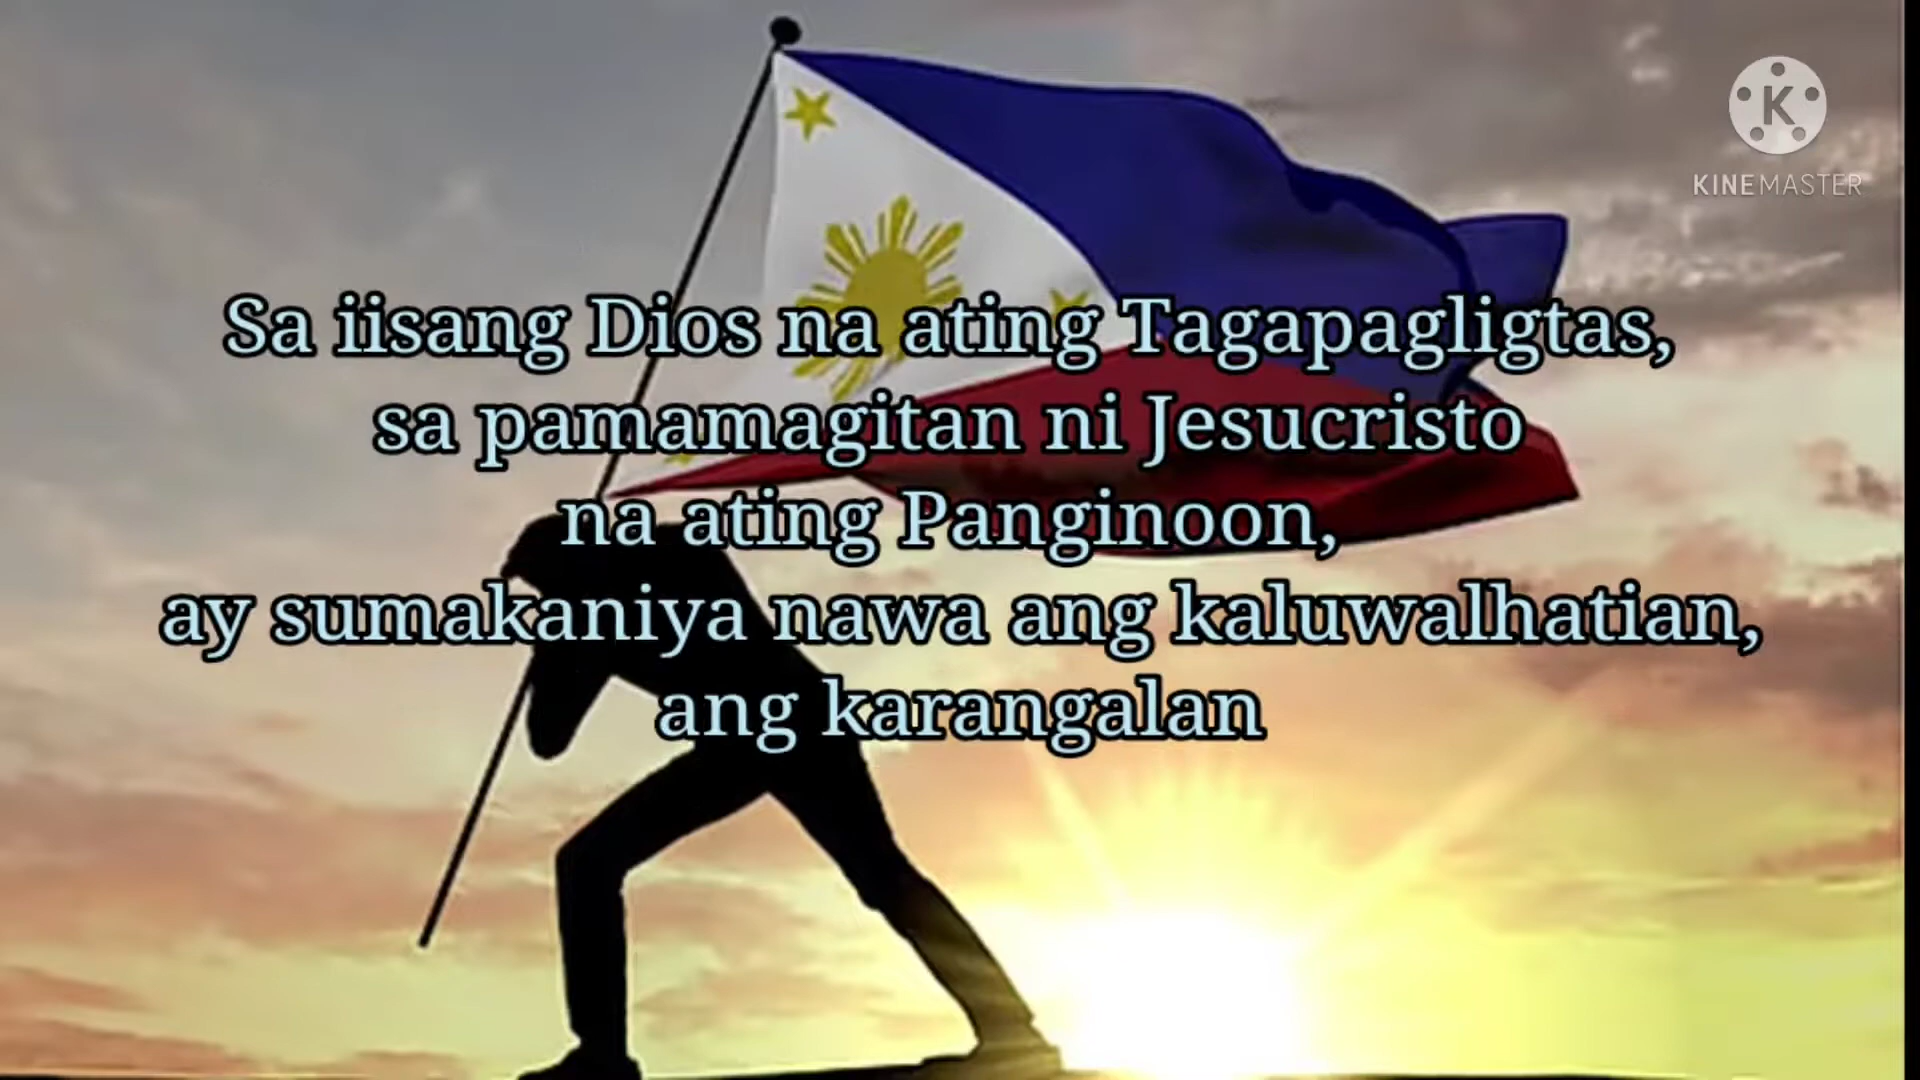 KINEMASTER
Sa iisang Dios na ating Tagapagligtas,
sa pamamagitan ni Jesucristo
na ating Panginoon,
ay sumakaniya nawa ang kaluwalhatian,
ang karangalan